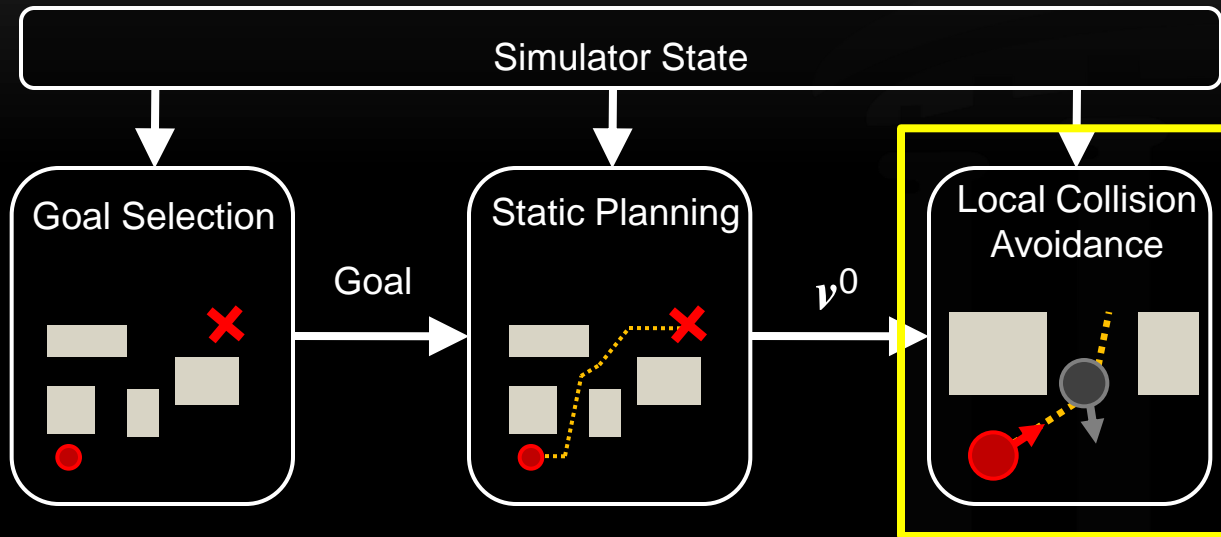 Simulator State
Goal Selection
Goal
Static Planning
v⁰
Local Collision
Avoidance